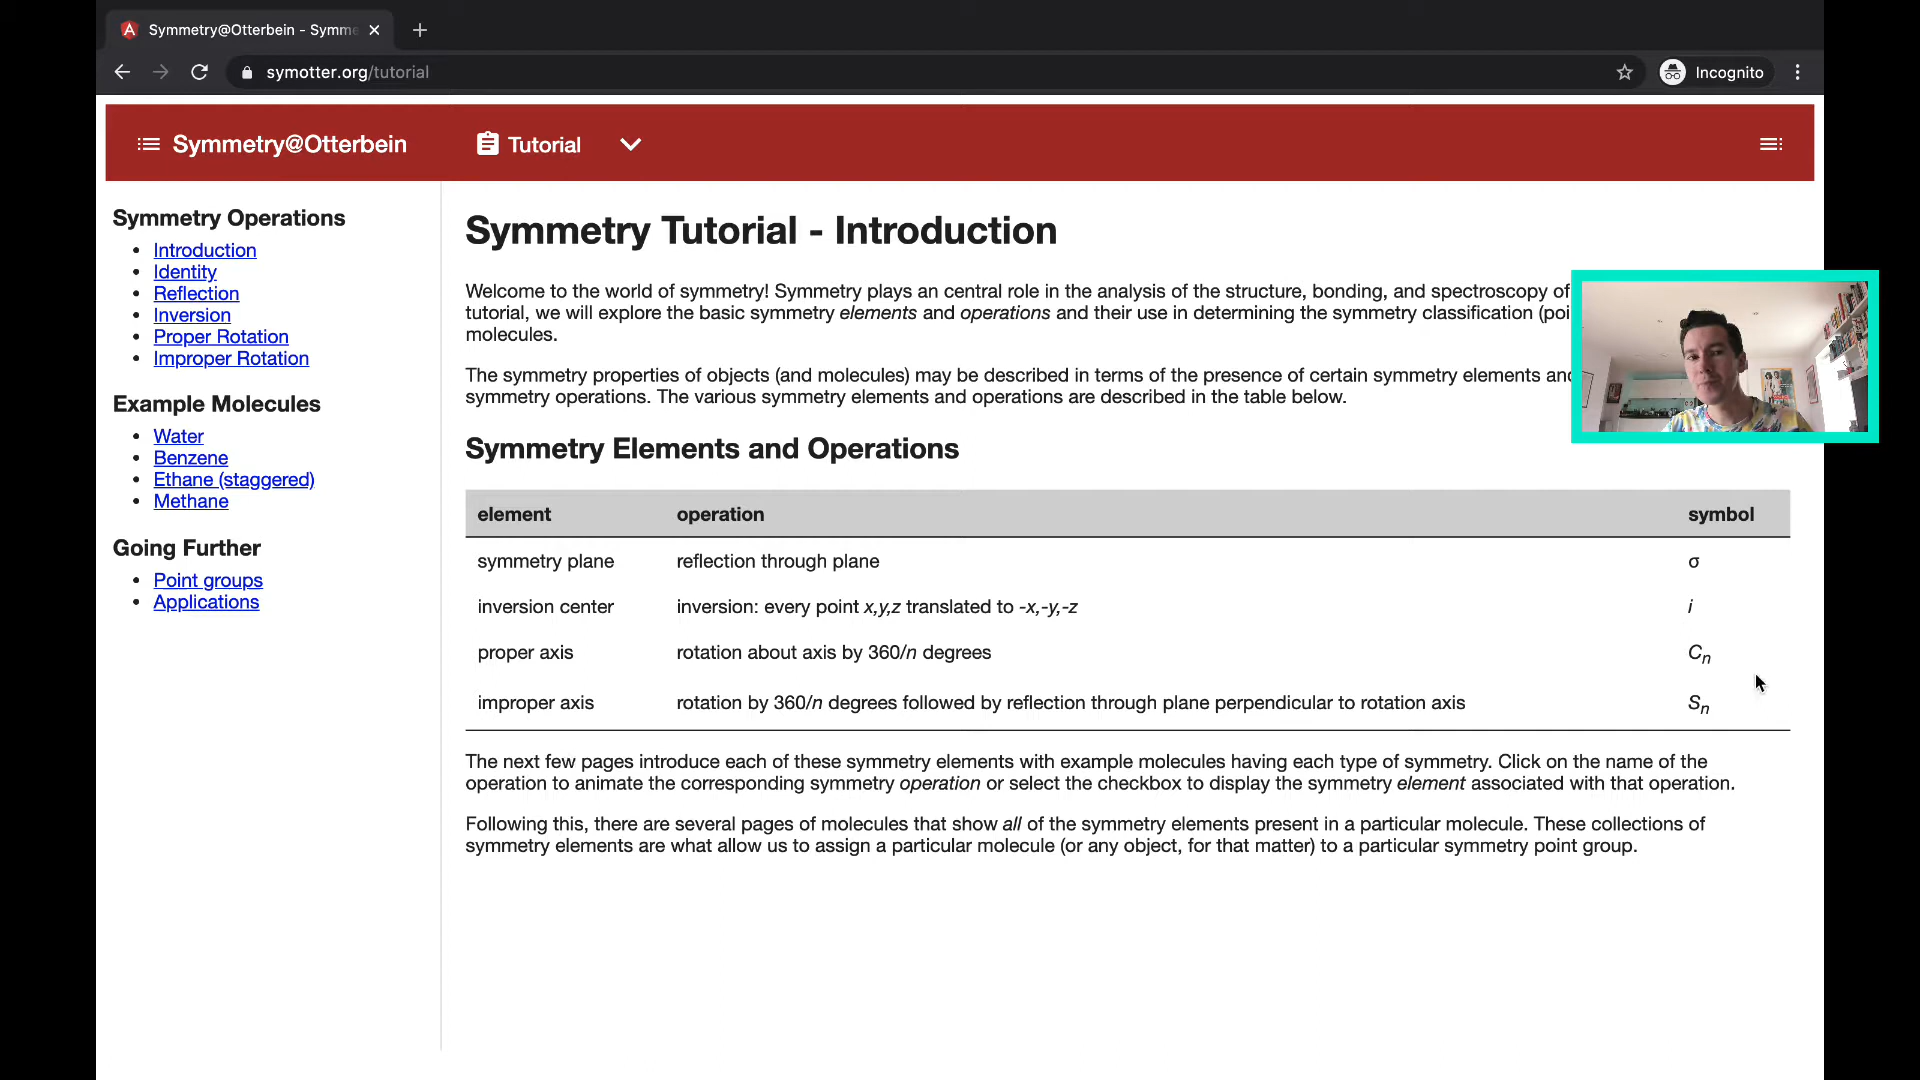 Symmetry@Otterbein - Symme
symotter.org/tutorial
Incognito
Symmetry@Otterbein
Tutorial
Symmetry Operations
Introduction
Identity
Reflection
Inversion
Proper Rotation
Improper Rotation
Example Molecules
Water
Benzene
Ethane (staggered)
Methane
Going Further
Point groups
Applications
Symmetry Tutorial - Introduction
Welcome to the world of symmetry! Symmetry plays an central role in the analysis of the structure, bonding, and spectroscopy of
tutorial, we will explore the basic symmetry elements and operations and their use in determining the symmetry classification (poi
molecules.
The symmetry properties of objects (and molecules) may be described in terms of the presence of certain symmetry elements and
symmetry operations. The various symmetry elements and operations are described in the table below.
Symmetry Elements and Operations
element operation symbol
symmetry plane reflection through plane σ
inversion center inversion: every point x,y,z translated to -x,-y,-z i
proper axis rotation about axis by 360/n degrees Cn
improper axis rotation by 360/n degrees followed by reflection through plane perpendicular to rotation axis Sn
The next few pages introduce each of these symmetry elements with example molecules having each type of symmetry. Click on the name of the
operation to animate the corresponding symmetry operation or select the checkbox to display the symmetry element associated with that operation.
Following this, there are several pages of molecules that show all of the symmetry elements present in a particular molecule. These collections of
symmetry elements are what allow us to assign a particular molecule (or any object, for that matter) to a particular symmetry point group.